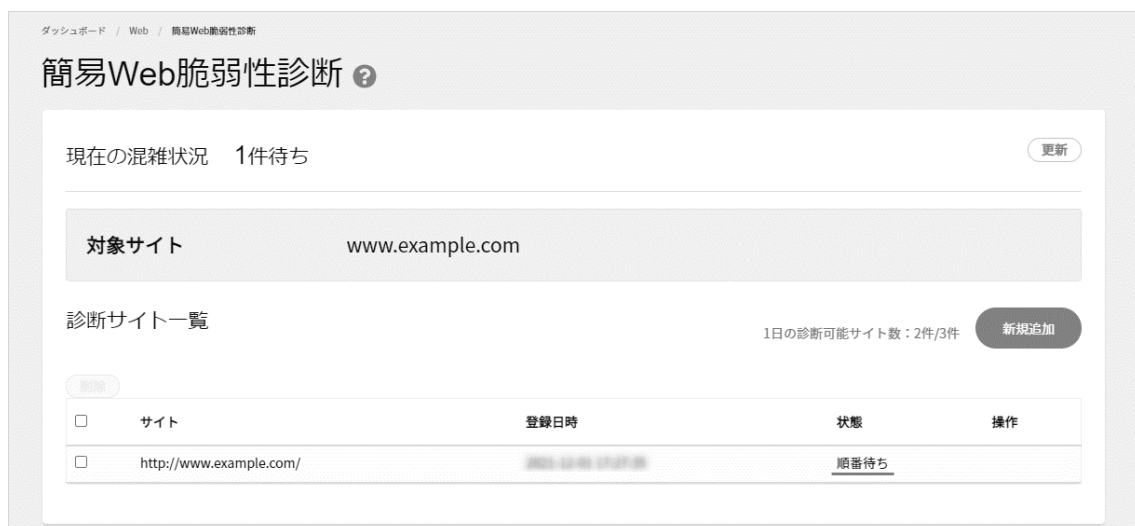 ダッシュボード / Web / 簡易Web脆弱性診断
簡易Web脆弱性診断 ?
現在の混雑状況 1件待ち 更新
対象サイト www.example.com
診断サイト一覧 1日の診断可能サイト数：2件/3件 新規追加
削除
サイト 登録日時 状態 操作
http://www.example.com/ 順番待ち